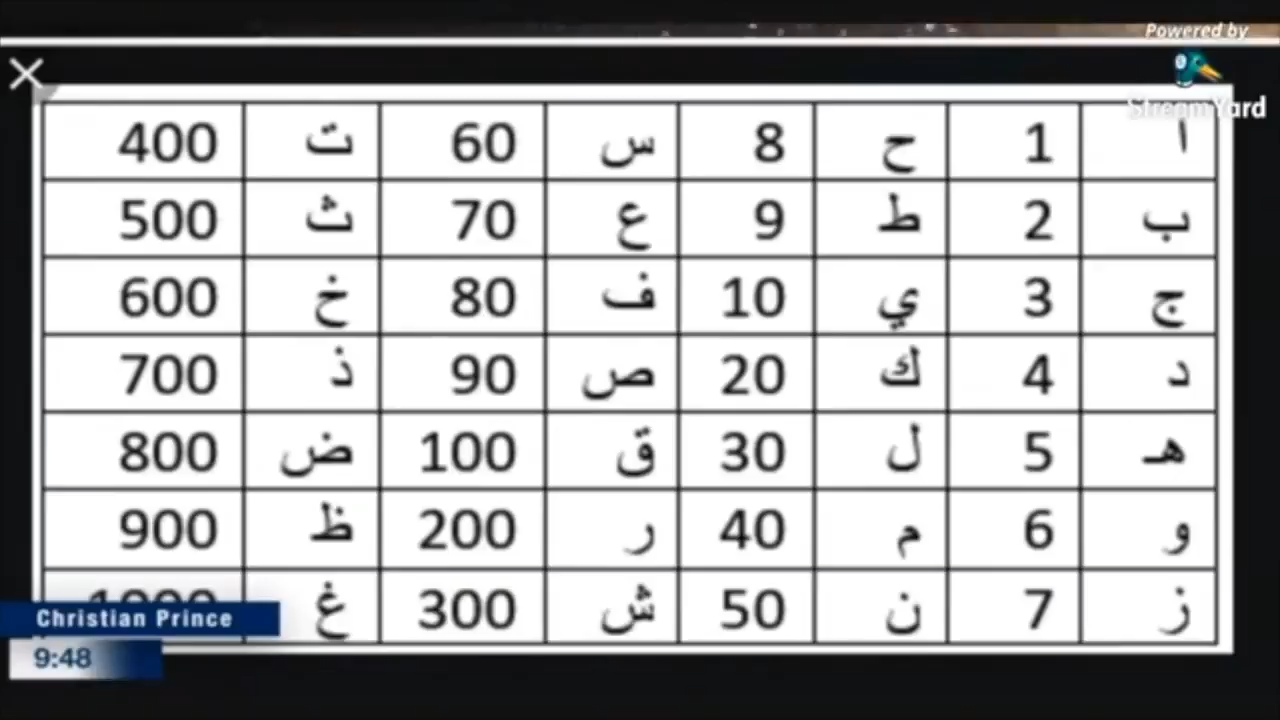 Powered by
StreamYard
ا 1 ح 8 س 60 ت 400
ب 2 ط 9 ع 70 ث 500
ج 3 ي 10 ف 80 خ 600
د 4 ك 20 ص 90 ذ 700
هـ 5 ل 30 ق 100 ض 800
و 6 م 40 ر 200 ظ 900
ز 7 ن 50 ش 300 غ 1000
Christian Prince
9:48